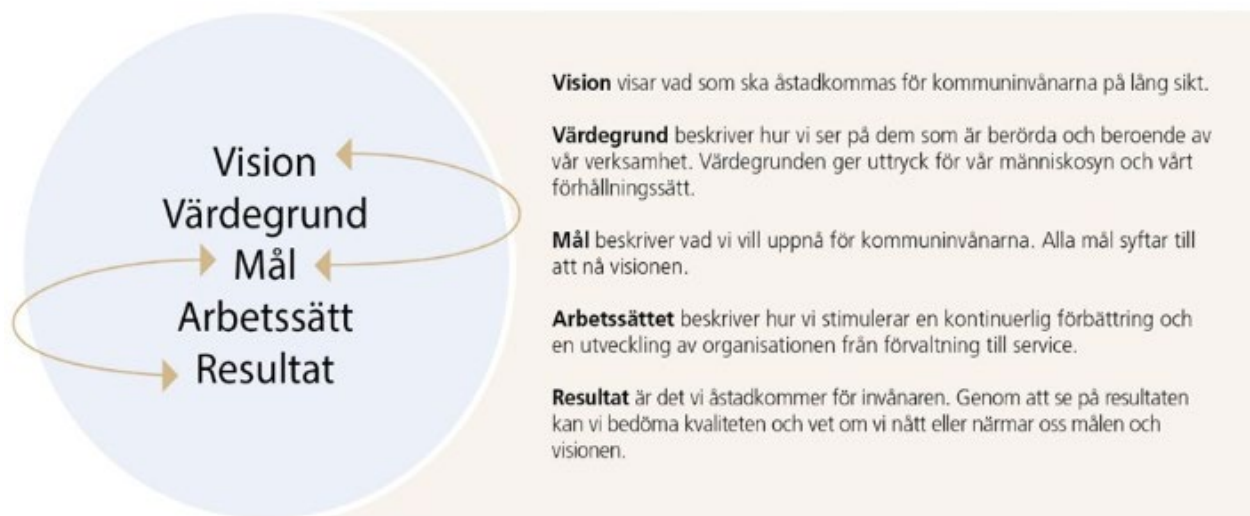 Vision
Värdegrund
Mål
Arbetssätt
Resultat
Vision visar vad som ska åstadkommas för kommuninvånarna på lång sikt.
Värdegrund beskriver hur vi ser på dem som är berörda och beroende av
vår verksamhet. Värdegrunden ger uttryck för vår människosyn och vårt
förhållningssätt.
Mål beskriver vad vi vill uppnå för kommuninvånarna. Alla mål syftar till
att nå visionen.
Arbetssättet beskriver hur vi stimulerar en kontinuerlig förbättring och
en utveckling av organisationen från förvaltning till service.
Resultat är det vi åstadkommer för invånaren. Genom att se på resultaten
kan vi bedöma kvaliteten och vet om vi nått eller närmar oss målen och
visionen.